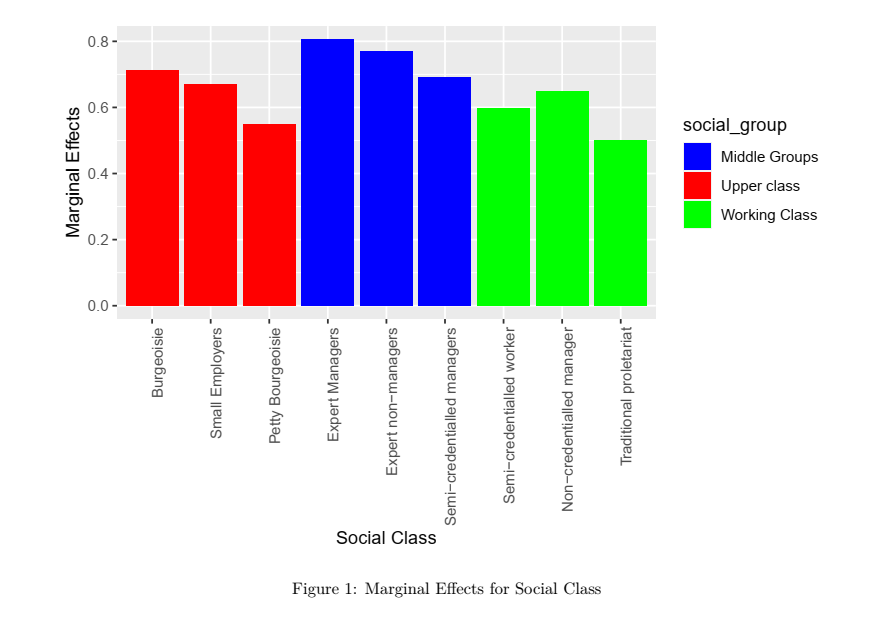 0.8
0.6
0.4
0.2
0.0
Marginal Effects
Burgeoisie
Small Employers
Petty Bourgeoisie
Expert Managers
Expert non−managers
Semi−credentialled managers
Semi−credentialled worker
Non−credentialled manager
Traditional proletariat
Social Class
social_group
Middle Groups
Upper class
Working Class
Figure 1: Marginal Effects for Social Class